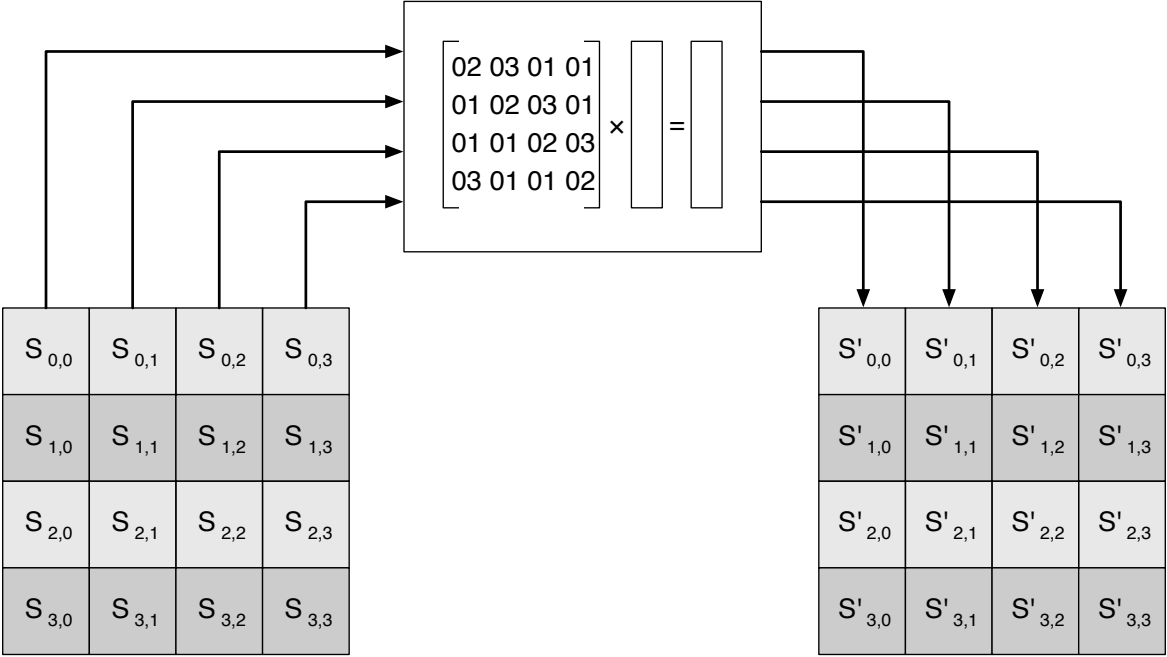 02 03 01 01
01 02 03 01
01 01 02 03
03 01 01 02
× =
S 0,0 S 0,1 S 0,2 S 0,3
S 1,0 S 1,1 S 1,2 S 1,3
S 2,0 S 2,1 S 2,2 S 2,3
S 3,0 S 3,1 S 3,2 S 3,3
S' 0,0 S' 0,1 S' 0,2 S' 0,3
S' 1,0 S' 1,1 S' 1,2 S' 1,3
S' 2,0 S' 2,1 S' 2,2 S' 2,3
S' 3,0 S' 3,1 S' 3,2 S' 3,3